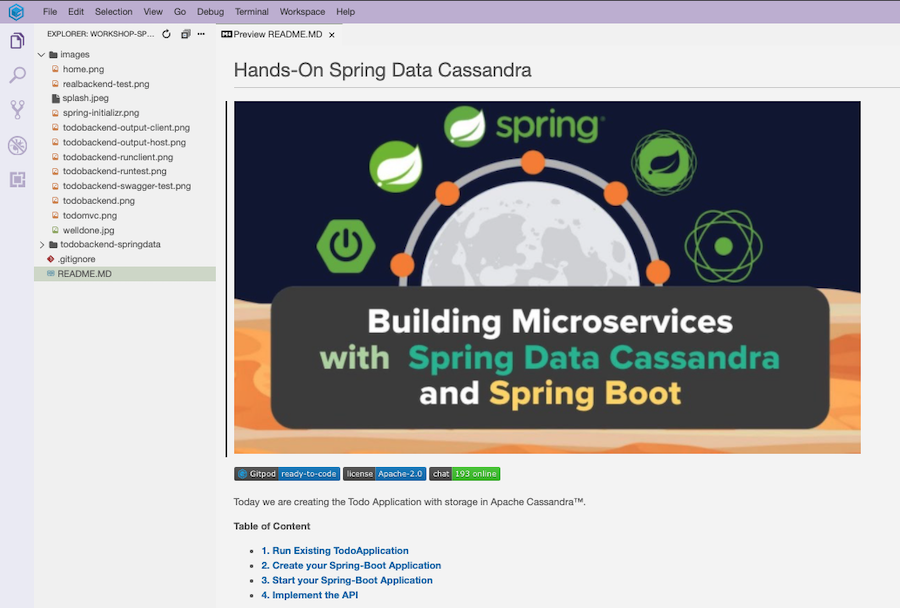 File Edit Selection View Go Debug Terminal Workspace Help
EXPLORER: WORKSHOP-SP...
Preview README.MD
images
home.png
realbackend-test.png
splash.jpeg
spring-initializr.png
todobackend-output-client.png
todobackend-output-host.png
todobackend-runclient.png
todobackend-runtest.png
todobackend-swagger-test.png
todobackend.png
todomvc.png
welldone.jpg
todobackend-springdata
.gitignore
README.MD
Hands-On Spring Data Cassandra
spring
Building Microservices
with Spring Data Cassandra
and Spring Boot
Gitpod ready-to-code license Apache-2.0 chat 193 online
Today we are creating the Todo Application with storage in Apache Cassandra™.
Table of Content
• 1. Run Existing TodoApplication
• 2. Create your Spring-Boot Application
• 3. Start your Spring-Boot Application
• 4. Implement the API